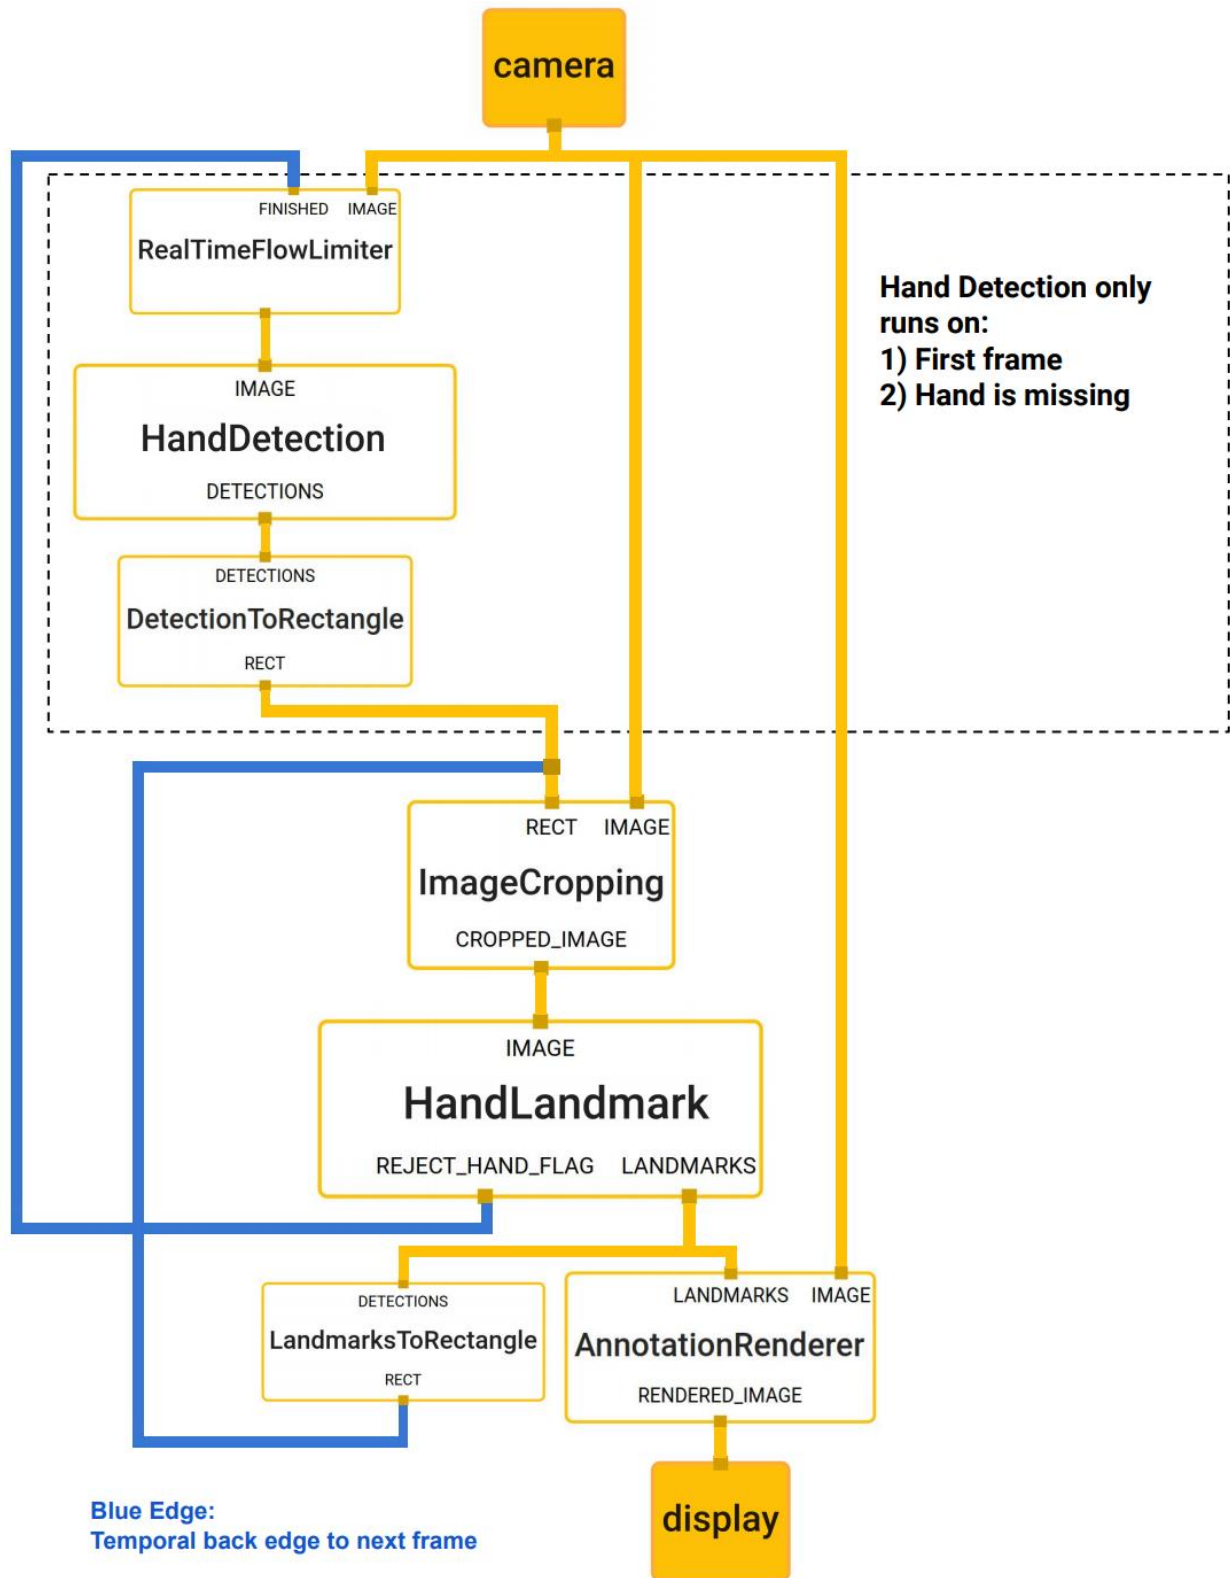 camera
FINISHED IMAGE
RealTimeFlowLimiter
Hand Detection only
runs on:
1) First frame
2) Hand is missing
IMAGE
HandDetection
DETECTIONS
DETECTIONS
DetectionToRectangle
RECT
RECT IMAGE
ImageCropping
CROPPED_IMAGE
IMAGE
HandLandmark
REJECT_HAND_FLAG LANDMARKS
DETECTIONS
LandmarksToRectangle
RECT
LANDMARKS IMAGE
AnnotationRenderer
RENDERED_IMAGE
display
Blue Edge:
Temporal back edge to next frame